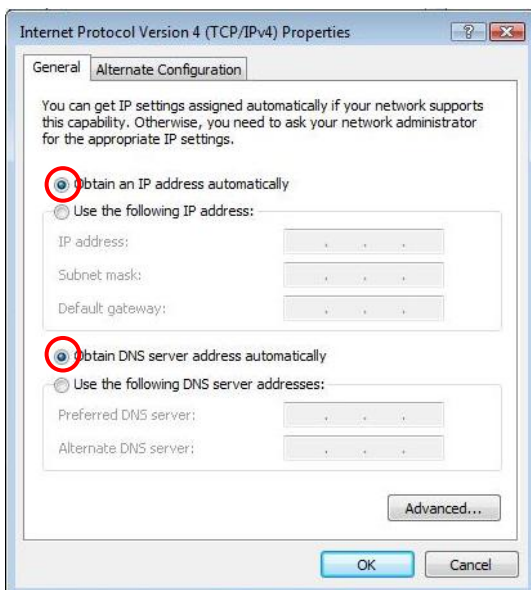 Internet Protocol Version 4 (TCP/IPv4) Properties
General
Alternate Configuration
You can get IP settings assigned automatically if your network supports
this capability. Otherwise, you need to ask your network administrator
for the appropriate IP settings.
Obtain an IP address automatically
Use the following IP address:
IP address:
Subnet mask:
Default gateway:
Obtain DNS server address automatically
Use the following DNS server addresses:
Preferred DNS server:
Alternate DNS server:
Advanced...
OK
Cancel